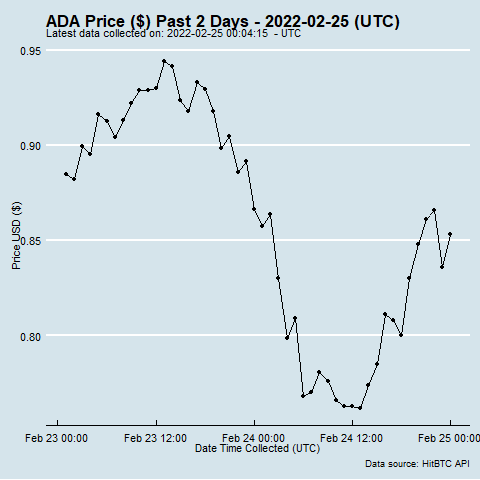 ADA Price ($) Past 2 Days - 2022-02-25 (UTC)
Latest data collected on: 2022-02-25 00:04:15 - UTC
0.95
0.90
0.85
0.80
Price USD ($)
Feb 23 00:00 Feb 23 12:00 Feb 24 00:00 Feb 24 12:00 Feb 25 00:00
Date Time Collected (UTC)
Data source: HitBTC API